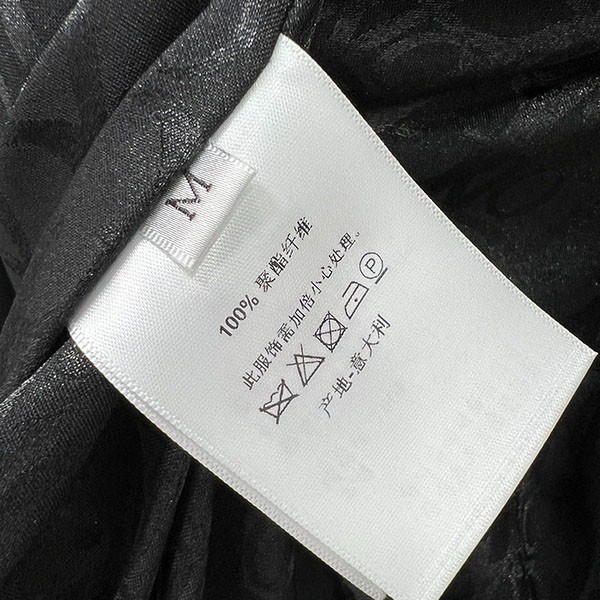 M
100% 聚酯纤维
此服饰需加倍小心处理。
P
产地-意大利